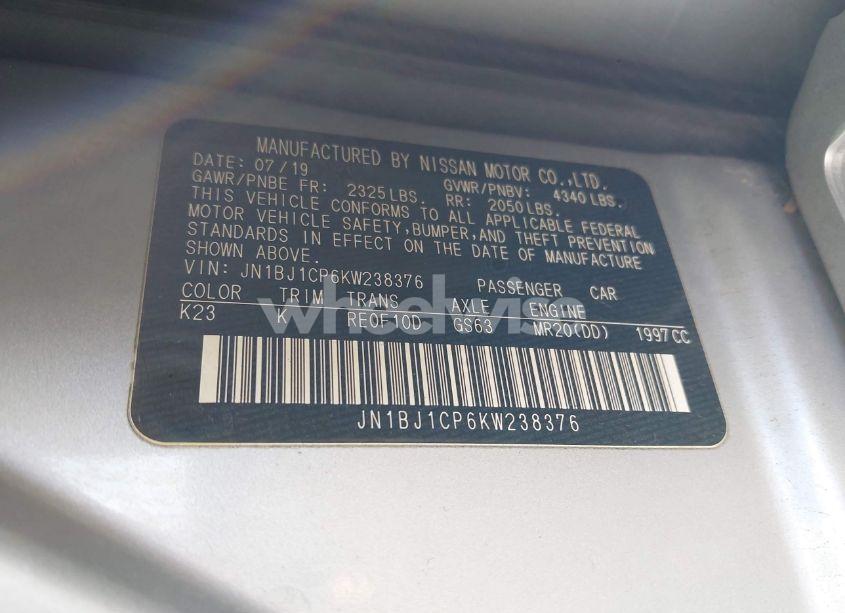 MANUFACTURED BY NISSAN MOTOR CO.,LTD.
DATE: 07/19
GAWR/PNBE FR: 2325 LBS. GVWR/PNBV: 4340 LBS.
RR: 2050 LBS.
THIS VEHICLE CONFORMS TO ALL APPLICABLE FEDERAL
MOTOR VEHICLE SAFETY, BUMPER, AND THEFT PREVENTION
STANDARDS IN EFFECT ON THE DATE OF MANUFACTURE
SHOWN ABOVE.
VIN: JN1BJ1CP6KW238376 PASSENGER CAR
COLOR TRIM TRANS AXLE ENGINE
K23 K REOF10D GS63 MR20(DD) 1997CC
wheelwise
JN1BJ1CP6KW238376